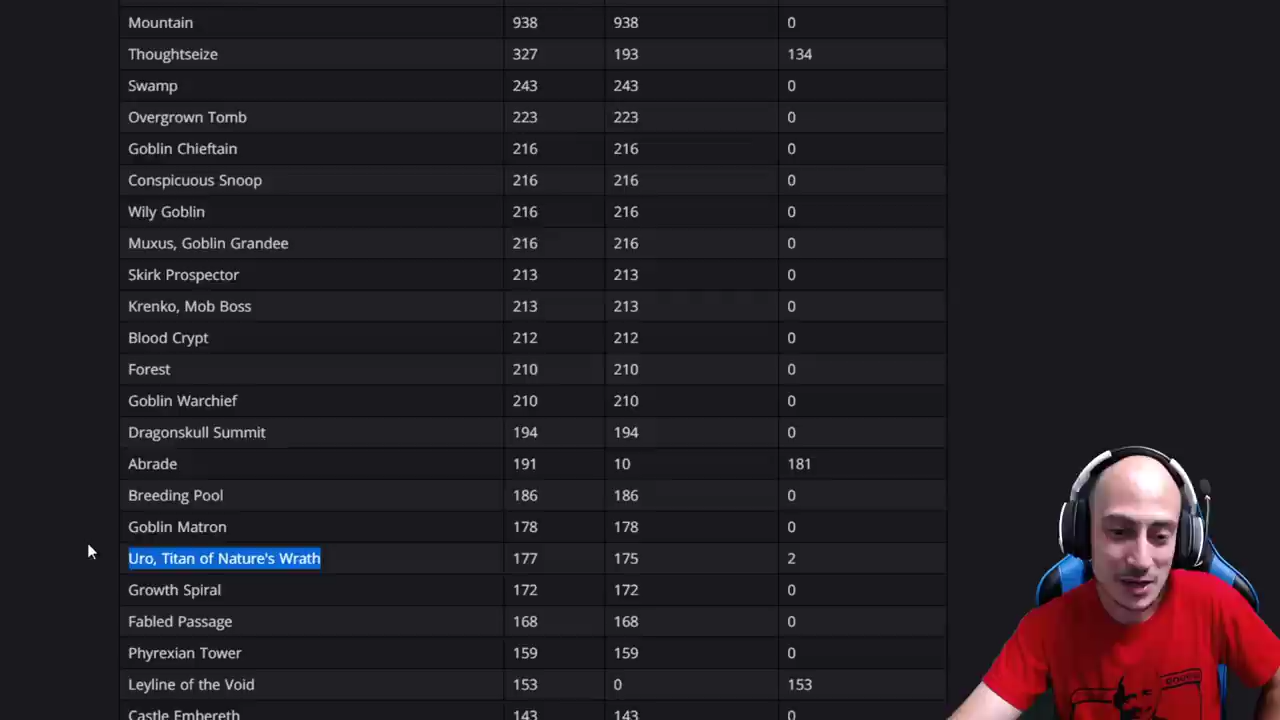 Mountain 938 938 0
Thoughtseize 327 193 134
Swamp 243 243 0
Overgrown Tomb 223 223 0
Goblin Chieftain 216 216 0
Conspicuous Snoop 216 216 0
Wily Goblin 216 216 0
Muxus, Goblin Grandee 216 216 0
Skirk Prospector 213 213 0
Krenko, Mob Boss 213 213 0
Blood Crypt 212 212 0
Forest 210 210 0
Goblin Warchief 210 210 0
Dragonskull Summit 194 194 0
Abrade 191 10 181
Breeding Pool 186 186 0
Goblin Matron 178 178 0
Uro, Titan of Nature's Wrath 177 175 2
Growth Spiral 172 172 0
Fabled Passage 168 168 0
Phyrexian Tower 159 159 0
Leyline of the Void 153 0 153
Castle Embereth 143 143 0